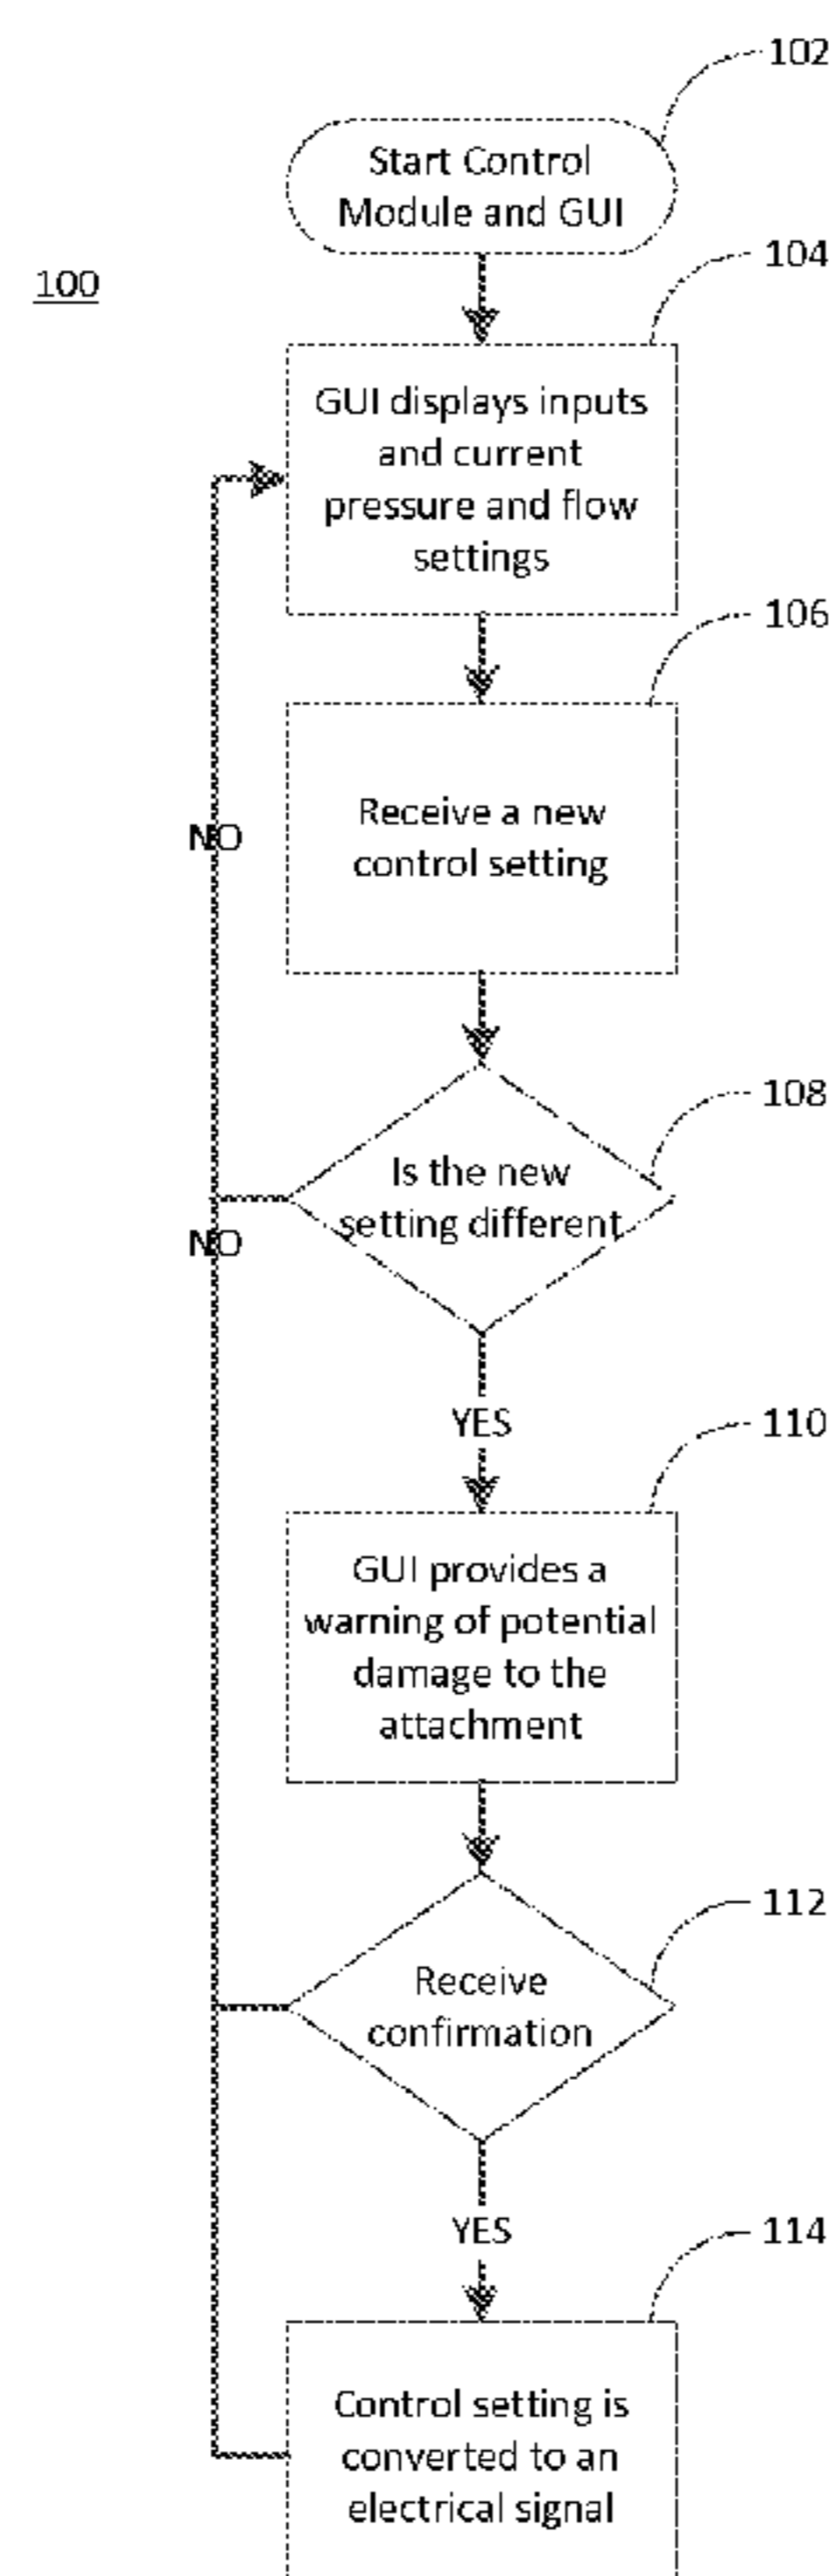 102
Start Control
Module and GUI
100
104
GUI displays inputs
and current
pressure and flow
settings
106
NO
Receive a new
control setting
108
Is the new
setting different
NO
YES
110
GUI provides a
warning of potential
damage to the
attachment
112
Receive
confirmation
YES
114
Control setting is
converted to an
electrical signal